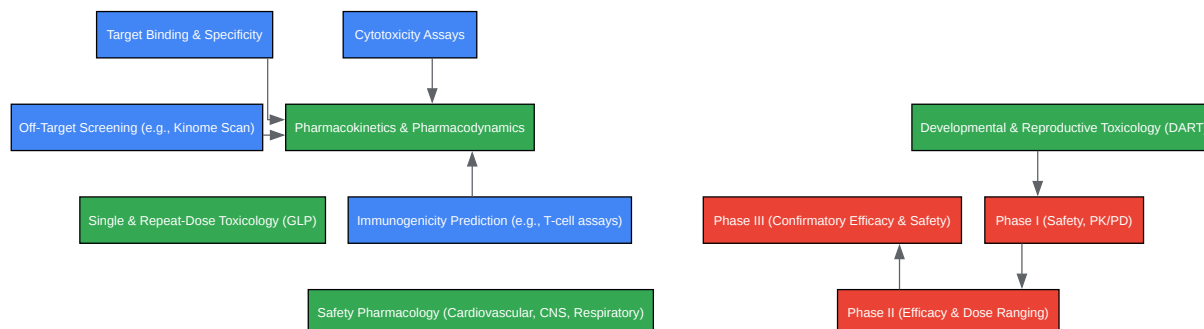 Target Binding & Specificity
Cytotoxicity Assays
Off-Target Screening (e.g., Kinome Scan)
Pharmacokinetics & Pharmacodynamics
Developmental & Reproductive Toxicology (DART
Single & Repeat-Dose Toxicology (GLP)
Immunogenicity Prediction (e.g., T-cell assays)
Phase III (Confirmatory Efficacy & Safety)
Phase I (Safety, PK/PD)
Safety Pharmacology (Cardiovascular, CNS, Respiratory)
Phase II (Efficacy & Dose Ranging)